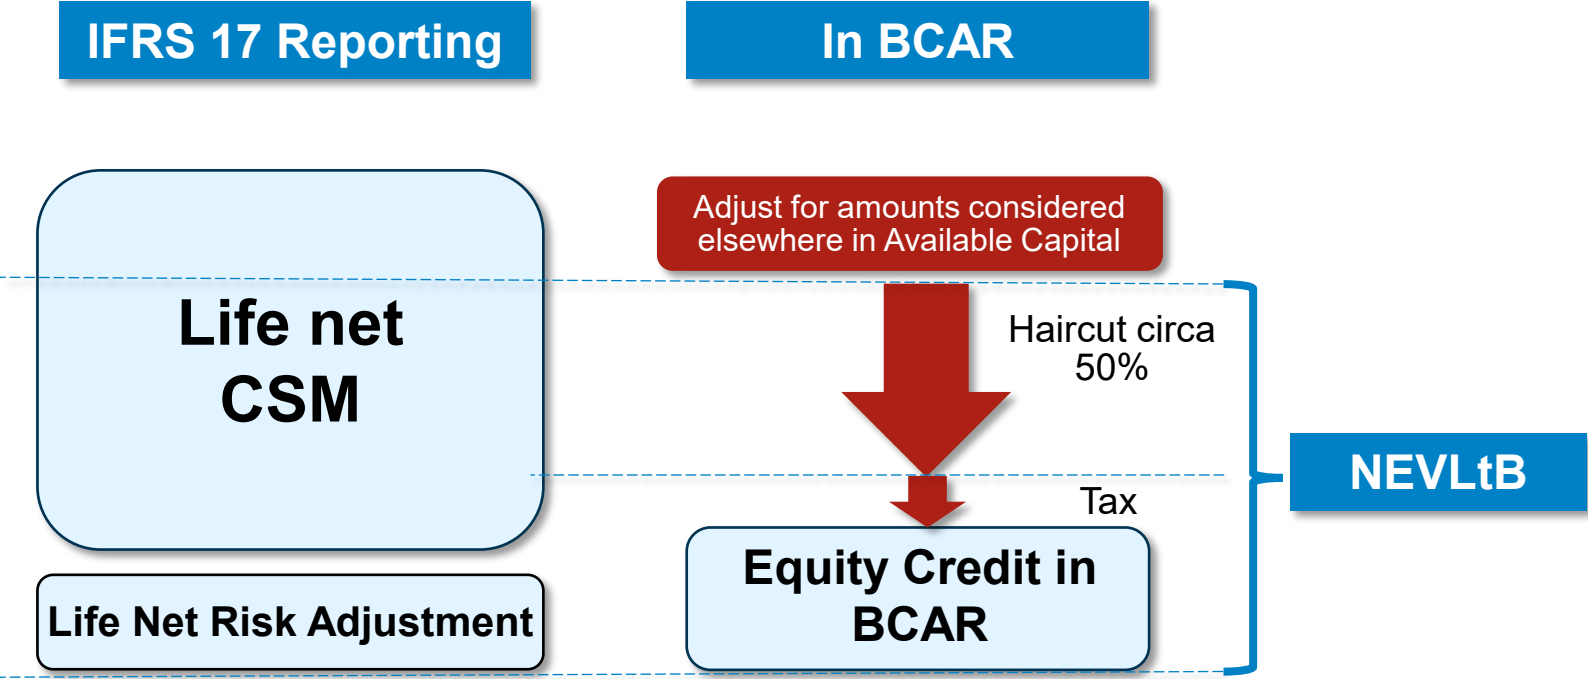 IFRS 17 Reporting
In BCAR
Life net
CSM
Life Net Risk Adjustment
Adjust for amounts considered
elsewhere in Available Capital
Haircut circa
50%
Tax
Equity Credit in
BCAR
NEVLtB